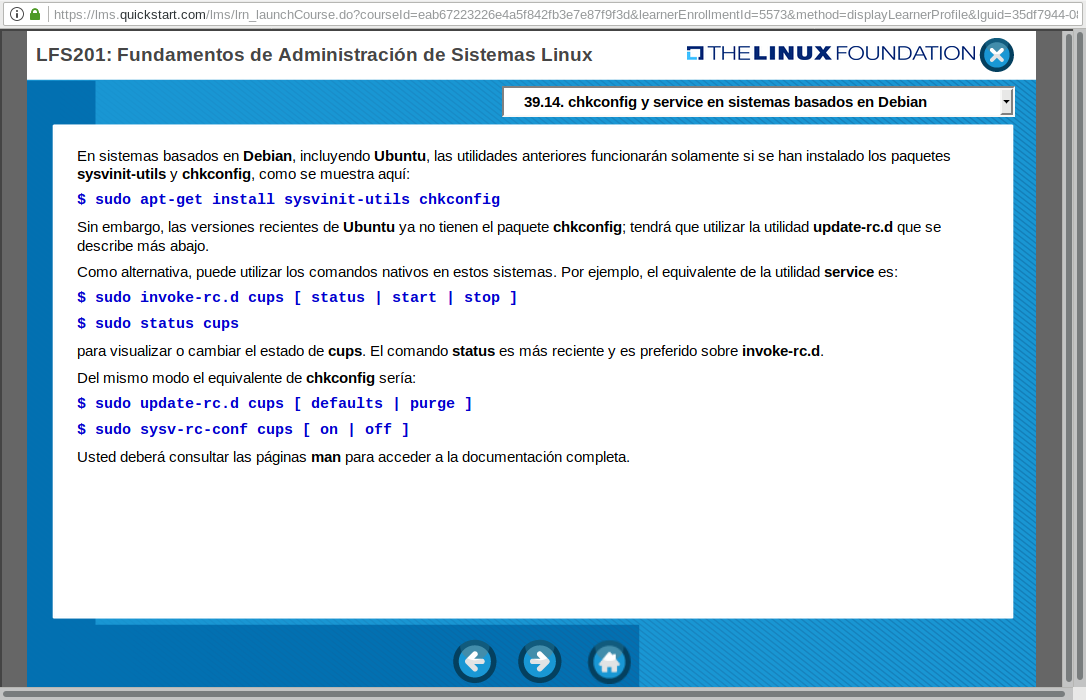 https://lms.quickstart.com/lms/lrn_launchCourse.do?courseId=eab67223226e4a5f842fb3e7e87f9f3d&learnerEnrollmentId=5573&method=displayLearnerProfile&lguid=35df7944-0
LFS201: Fundamentos de Administración de Sistemas Linux
THE LINUX FOUNDATION
39.14. chkconfig y service en sistemas basados en Debian
En sistemas basados en Debian, incluyendo Ubuntu, las utilidades anteriores funcionarán solamente si se han instalado los paquetes
sysvinit-utils y chkconfig, como se muestra aquí:
$ sudo apt-get install sysvinit-utils chkconfig
Sin embargo, las versiones recientes de Ubuntu ya no tienen el paquete chkconfig; tendrá que utilizar la utilidad update-rc.d que se
describe más abajo.
Como alternativa, puede utilizar los comandos nativos en estos sistemas. Por ejemplo, el equivalente de la utilidad service es:
$ sudo invoke-rc.d cups [ status | start | stop ]
$ sudo status cups
para visualizar o cambiar el estado de cups. El comando status es más reciente y es preferido sobre invoke-rc.d.
Del mismo modo el equivalente de chkconfig sería:
$ sudo update-rc.d cups [ defaults | purge ]
$ sudo sysv-rc-conf cups [ on | off ]
Usted deberá consultar las páginas man para acceder a la documentación completa.